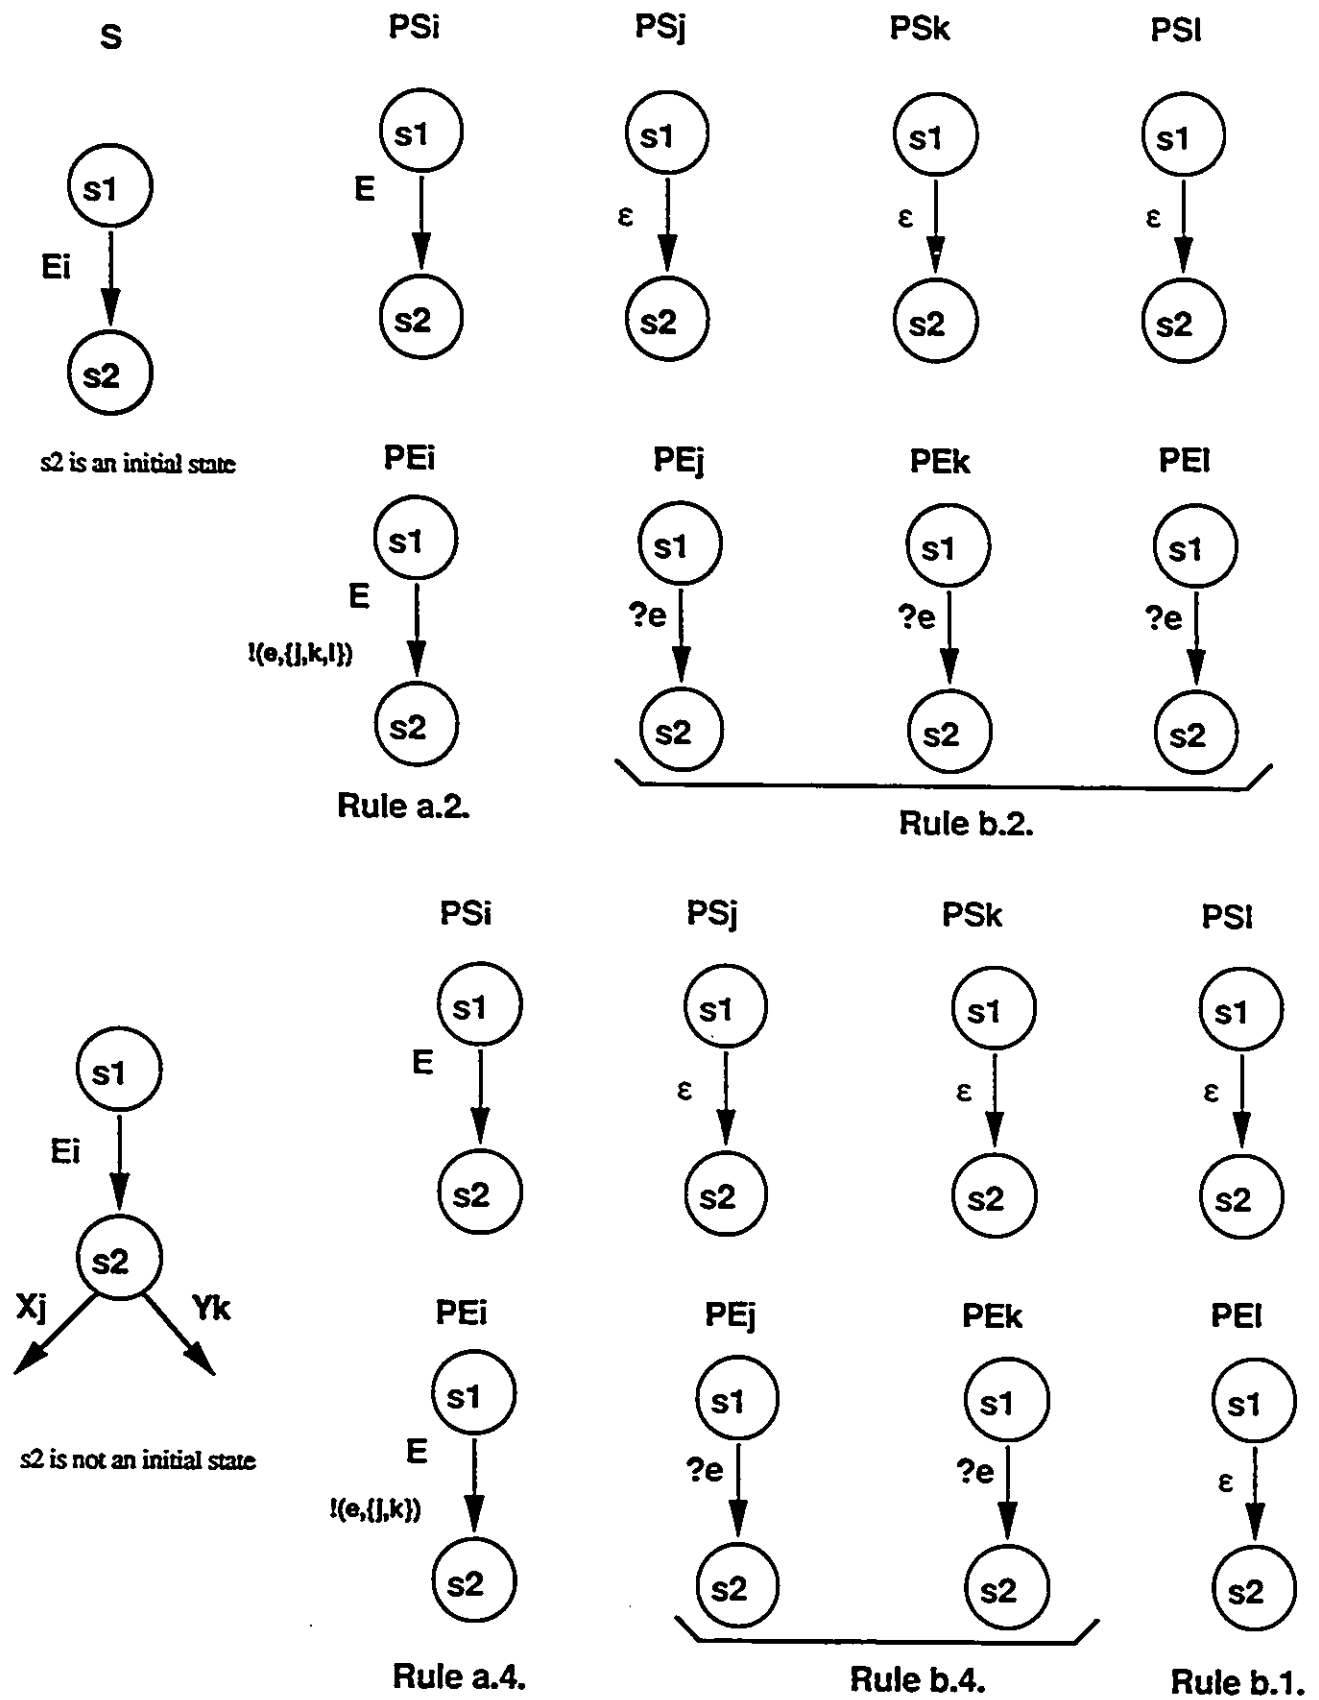 S PSi PSj PSk PSl
s1 s1 s1 s1 s1
Ei E ε ε ε
s2 s2 s2 s2 s2
s2 is an initial state
PEi PEj PEk PEl
s1 s1 s1 s1
E ?e ?e ?e
!(e,{j,k,l})
s2 s2 s2 s2
Rule a.2. Rule b.2.
PSi PSj PSk PSl
s1 s1 s1 s1 s1
Ei E ε ε ε
s2 s2 s2 s2 s2
Xj Yk
s2 is not an initial state
PEi PEj PEk PEl
s1 s1 s1 s1
E ?e ?e ε
!(e,{j,k})
s2 s2 s2 s2
Rule a.4. Rule b.4. Rule b.1.